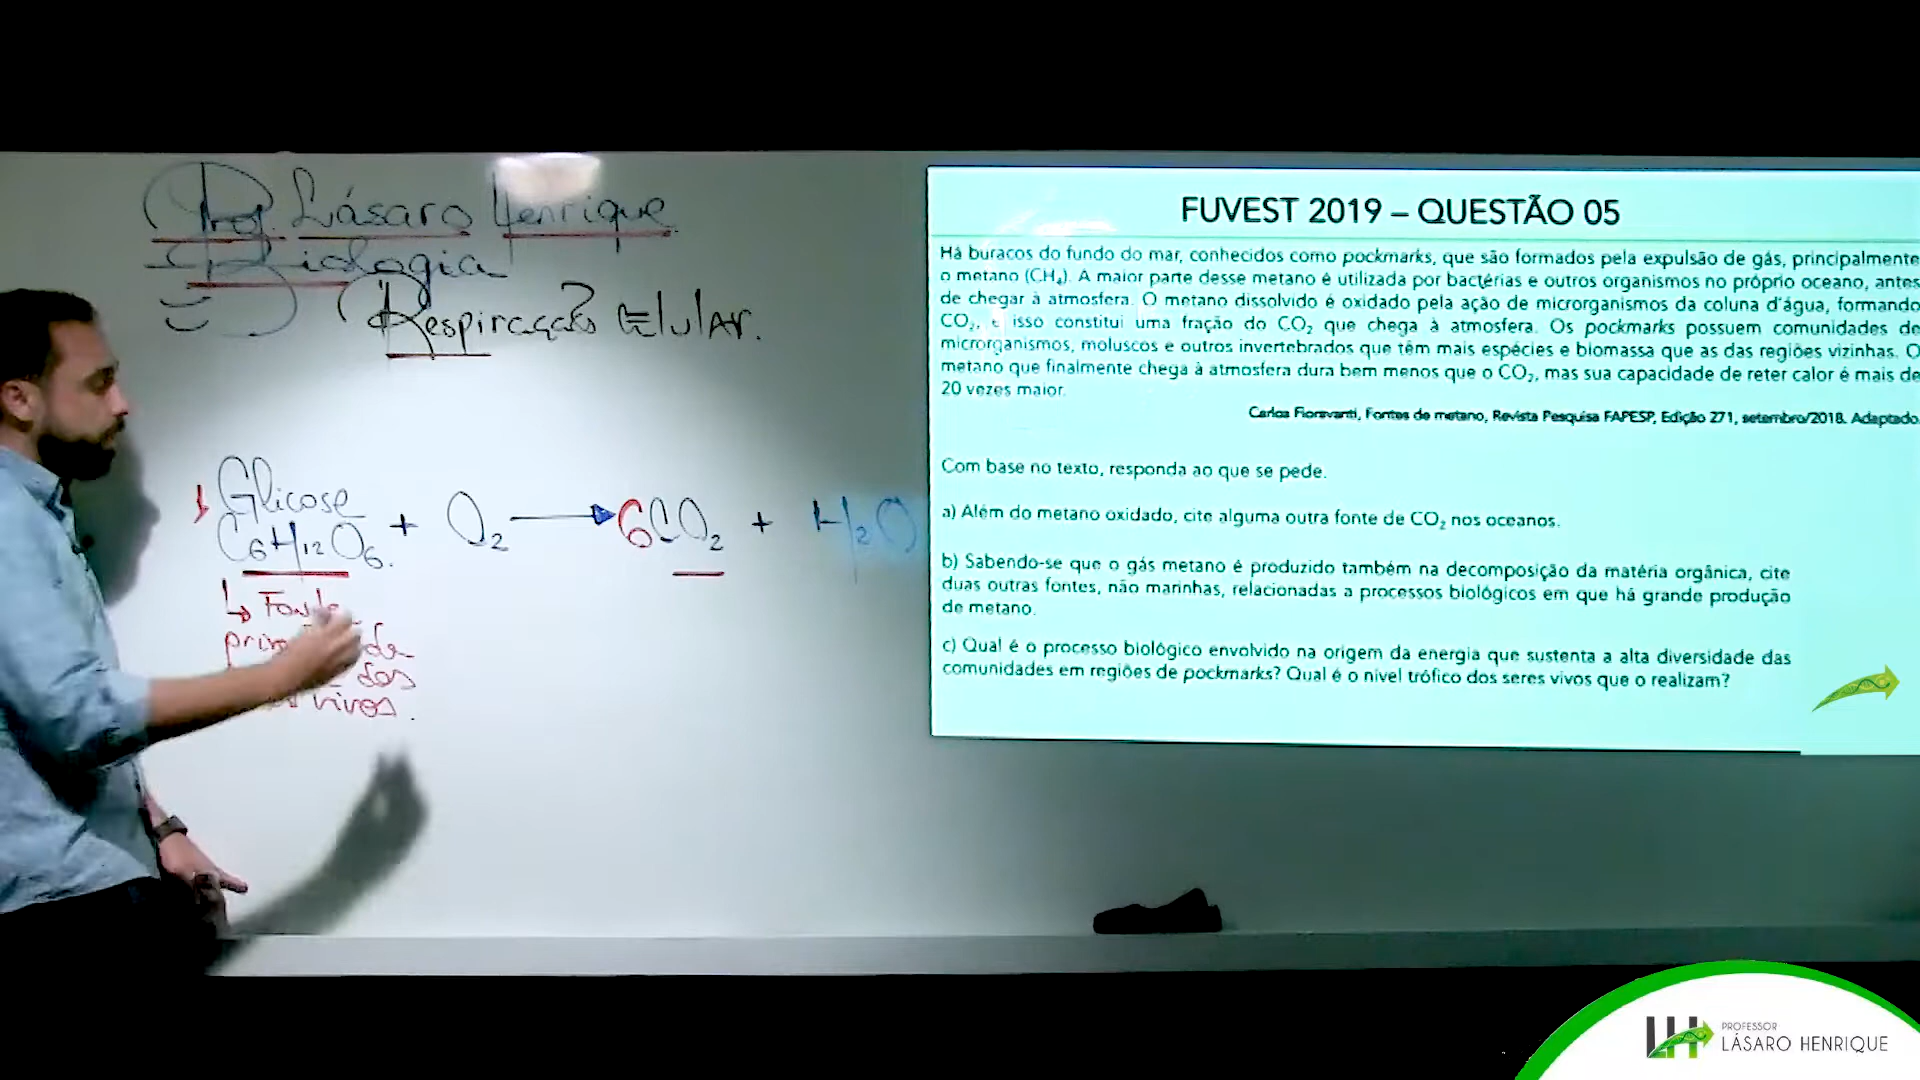 Prof. Lásaro Henrique
Biologia
Respiração Celular.
1 Glicose
C6H12O6. + O2 → 6CO2 + H2O
↳ Fonte
de
dos
vivos.
FUVEST 2019 – QUESTÃO 05
Há buracos do fundo do mar, conhecidos como pockmarks, que são formados pela expulsão de gás, principalmente
o metano (CH₄). A maior parte desse metano é utilizada por bactérias e outros organismos no próprio oceano, antes
de chegar à atmosfera. O metano dissolvido é oxidado pela ação de microrganismos da coluna d'água, formando
CO₂, e isso constitui uma fração do CO₂ que chega à atmosfera. Os pockmarks possuem comunidades de
microrganismos, moluscos e outros invertebrados que têm mais espécies e biomassa que as das regiões vizinhas. O
metano que finalmente chega à atmosfera dura bem menos que o CO₂, mas sua capacidade de reter calor é mais de
20 vezes maior.
Carlos Fioravanti, Fontes de metano, Revista Pesquisa FAPESP, Edição 271, setembro/2018. Adaptado.
Com base no texto, responda ao que se pede.
a) Além do metano oxidado, cite alguma outra fonte de CO₂ nos oceanos.
b) Sabendo-se que o gás metano é produzido também na decomposição da matéria orgânica, cite
duas outras fontes, não marinhas, relacionadas a processos biológicos em que há grande produção
de metano.
c) Qual é o processo biológico envolvido na origem da energia que sustenta a alta diversidade das
comunidades em regiões de pockmarks? Qual é o nível trófico dos seres vivos que o realizam?
LH PROFESSOR
LÁSARO HENRIQUE